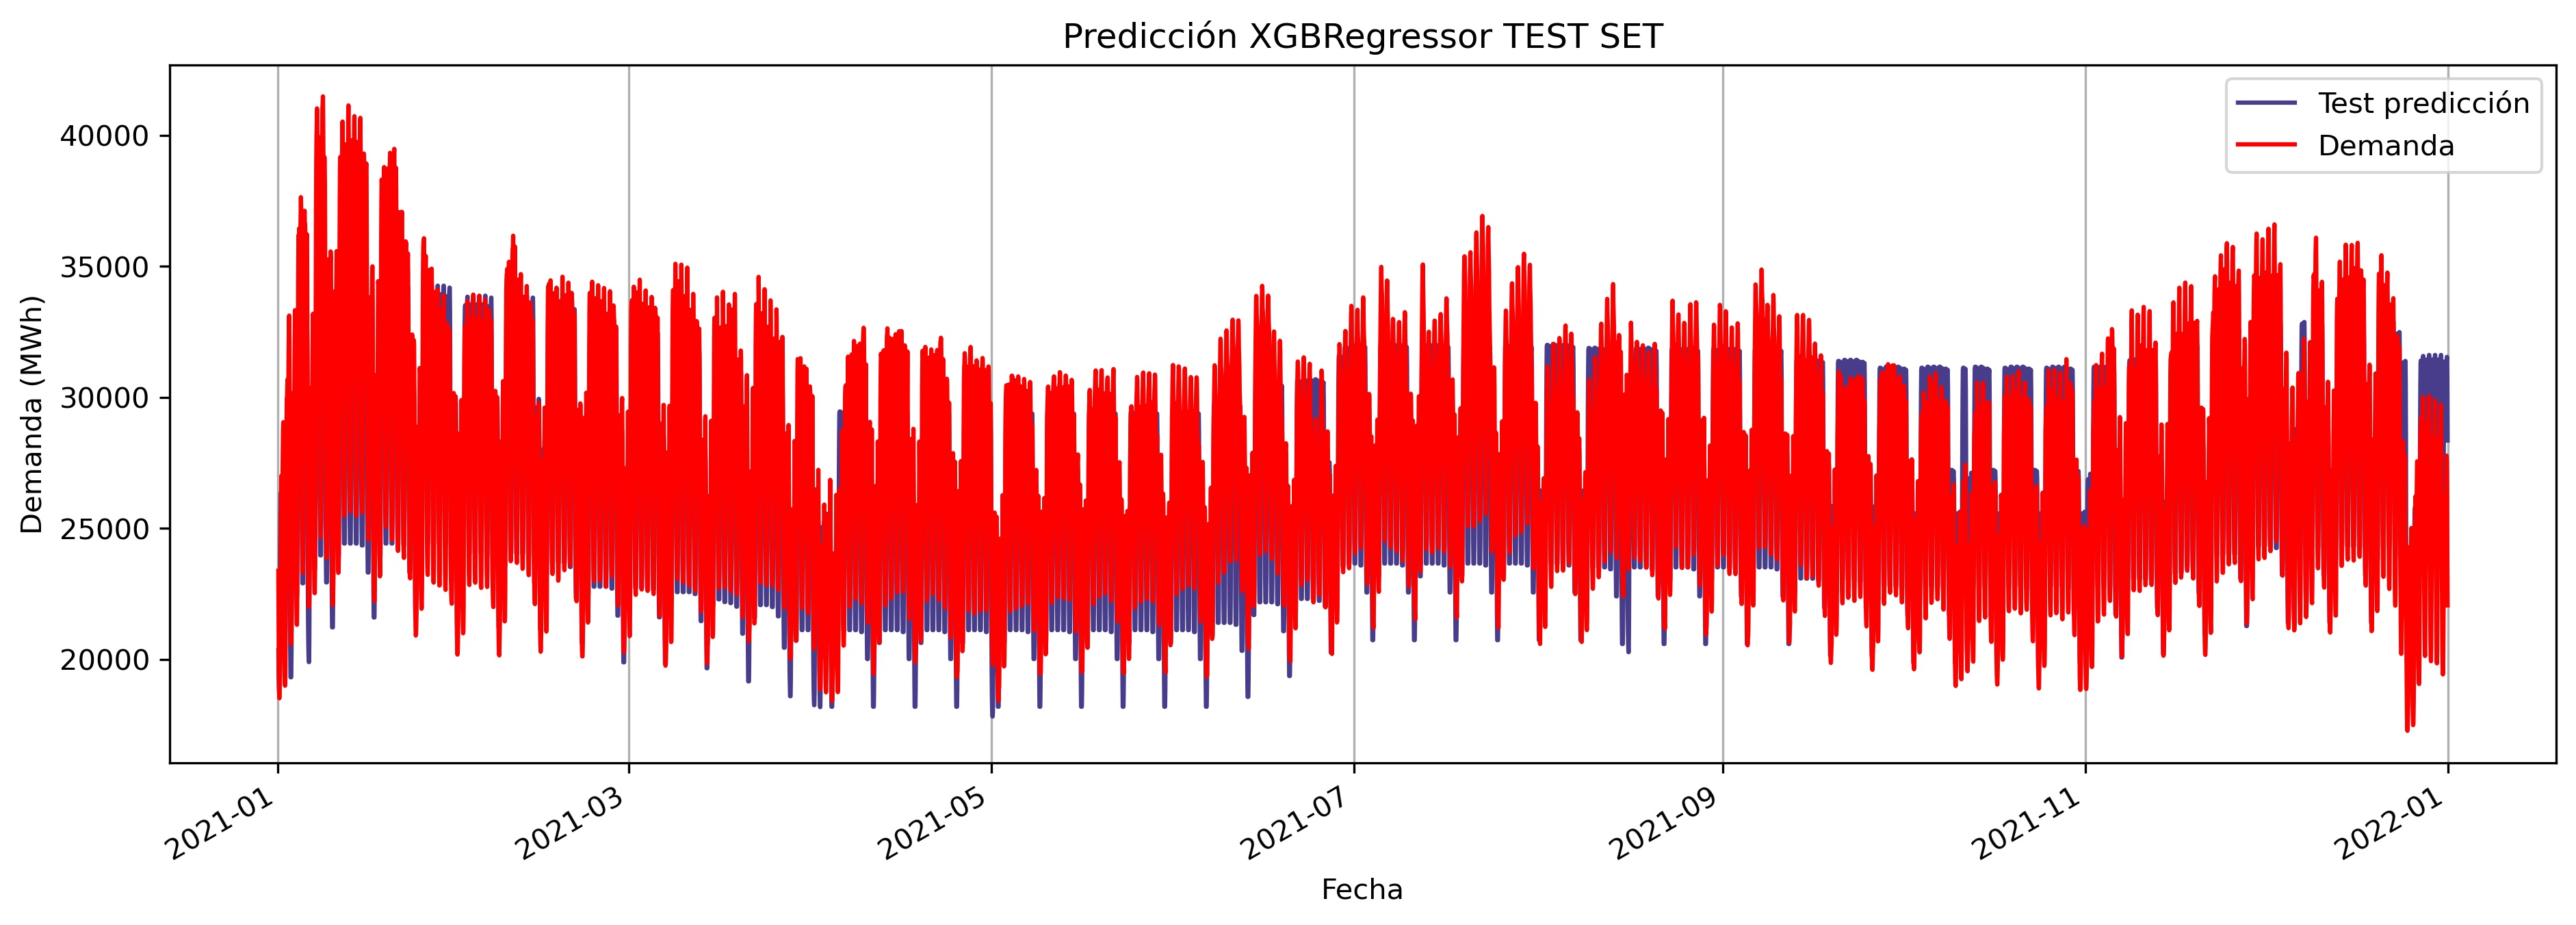 Predicción XGBRegressor TEST SET
Test predicción
Demanda
Demanda (MWh)
40000
35000
30000
25000
20000
2021-01
2021-03
2021-05
2021-07
2021-09
2021-11
2022-01
Fecha